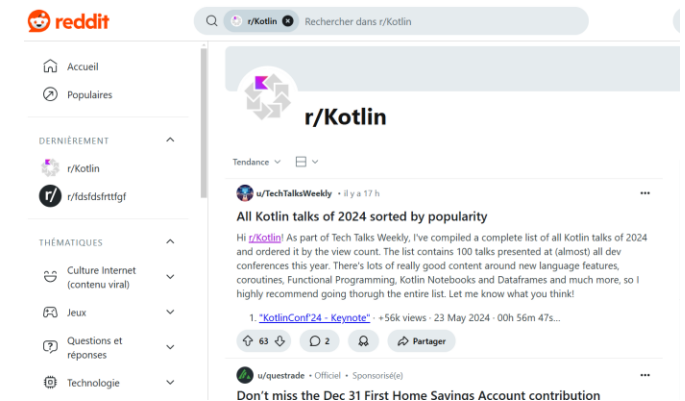 reddit
r/Kotlin
Rechercher dans r/Kotlin
Accueil
Populaires
DERNIÈREMENT
r/Kotlin
r/fdsfdsfrttfgf
THÉMATIQUES
Culture Internet
(contenu viral)
Jeux
Questions et
réponses
Technologie
r/Kotlin
Tendance
u/TechTalksWeekly • il y a 17 h
All Kotlin talks of 2024 sorted by popularity
Hi r/Kotlin! As part of Tech Talks Weekly, I've compiled a complete list of all Kotlin talks of 2024
and ordered it by the view count. The list contains 100 talks presented at (almost) all dev
conferences this year. There's lots of really good content around new language features,
coroutines, Functional Programming, Kotlin Notebooks and Dataframes and much more, so I
highly recommend going thorugh the entire list. Let me know what you think!
1. "KotlinConf'24 - Keynote" · +56k views · 23 May 2024 · 00h 56m 47s...
63 2 Partager
u/questrade • Officiel • Sponsorisé(e)
Don't miss the Dec 31 First Home Savings Account contribution